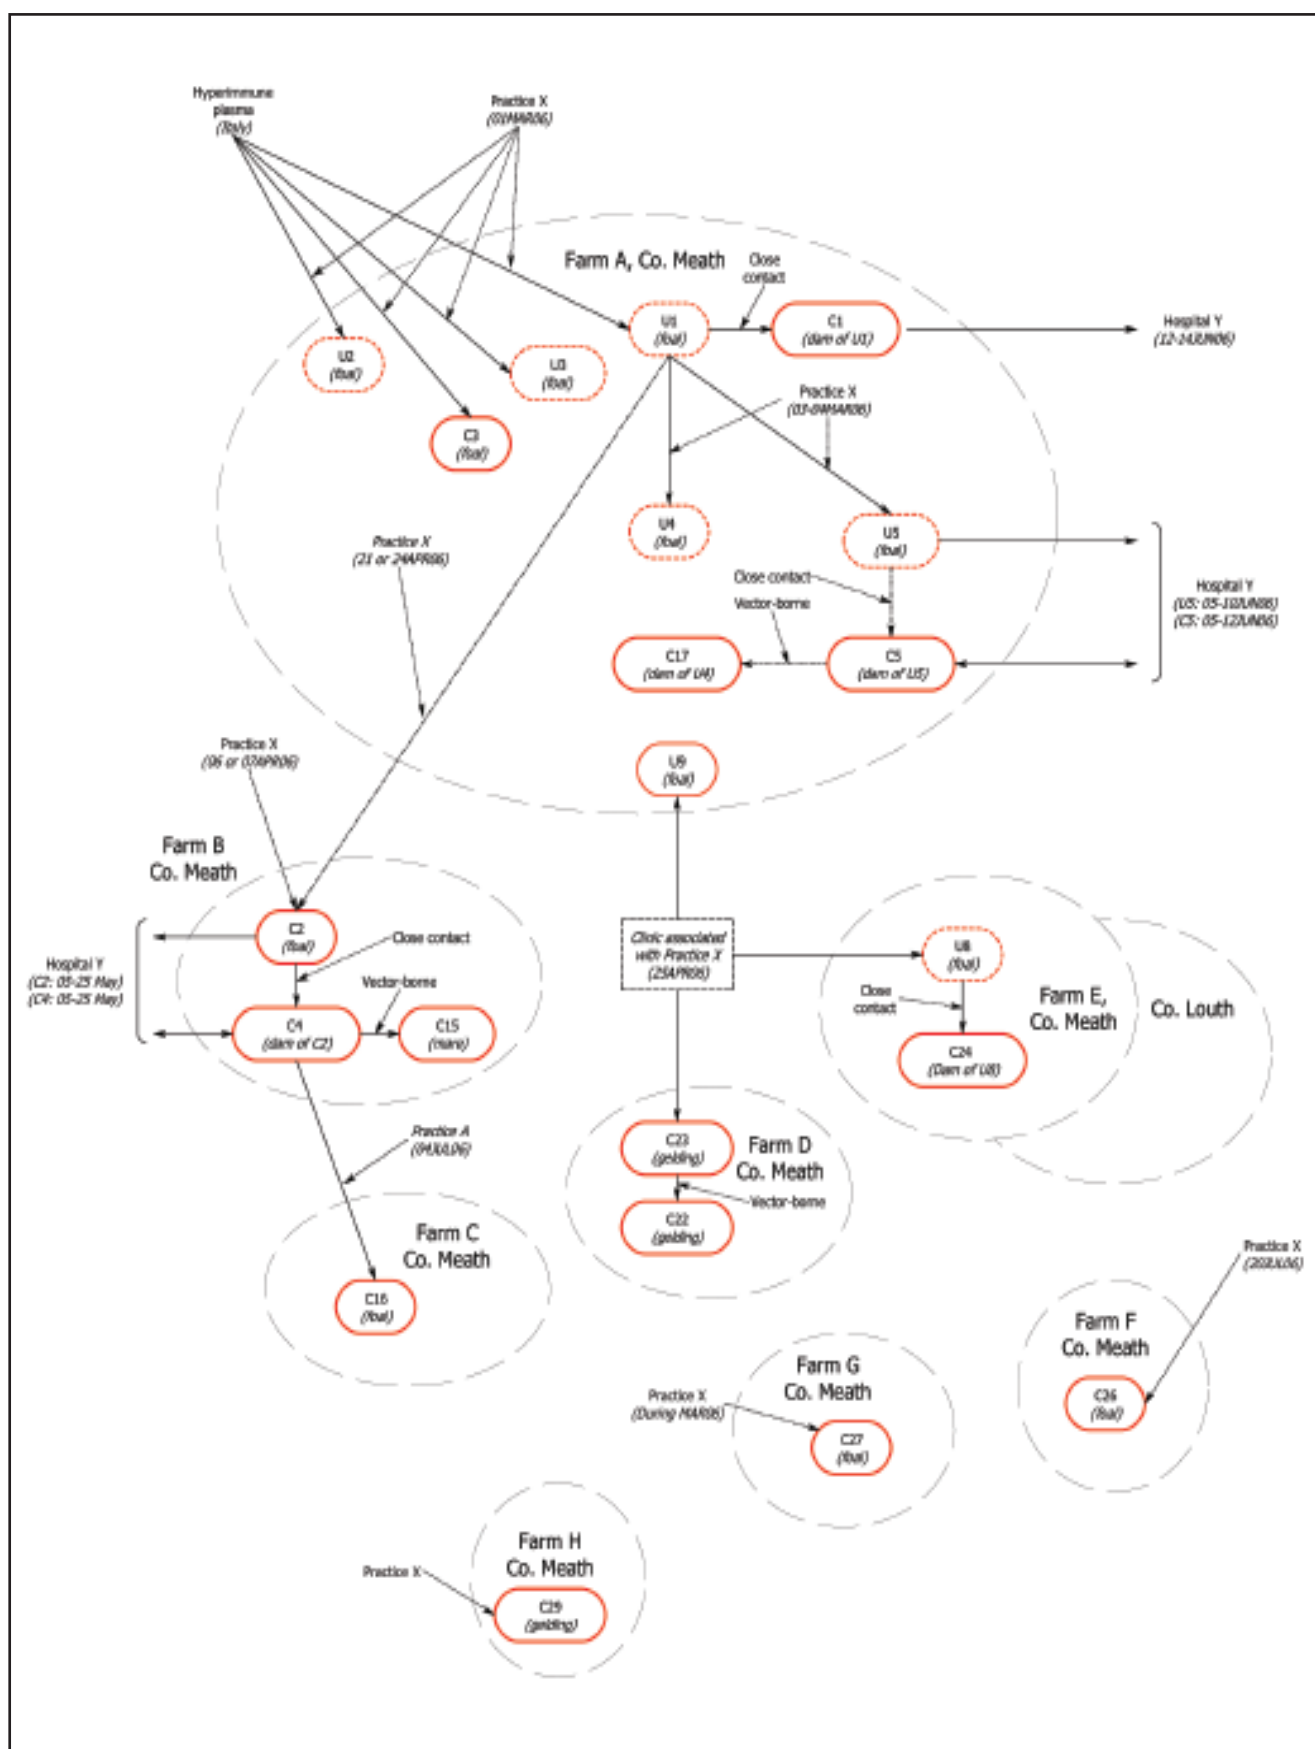 Hyperimmune
plasma
(Italy)
Practice X
(01MAR06)
Farm A, Co. Meath
Close
contact
U1
(foal)
C1
(dam of U1)
Hospital Y
(12-14JUN06)
U2
(foal)
U3
(foal)
C3
(foal)
Practice X
(03-04MAR06)
U4
(foal)
U5
(foal)
Practice X
(21 or 24APR06)
Close contact
Vector-borne
Hospital Y
(U5: 05-10JUN06)
(C5: 05-12JUN06)
C17
(dam of U4)
C5
(dam of U5)
Practice X
(06 or 07APR06)
U9
(foal)
Farm B
Co. Meath
C2
(foal)
Close contact
Hospital Y
(C2: 05-25 May)
(C4: 05-25 May)
Vector-borne
C4
(dam of C2)
C15
(mare)
Clinic associated
with Practice X
(25APR06)
U8
(foal)
Close
contact
Farm E,
Co. Meath
Co. Louth
C24
(Dam of U8)
Practice A
(04JUL06)
C23
(gelding)
Farm D
Co. Meath
Vector-borne
C22
(gelding)
Farm C
Co. Meath
C16
(foal)
Practice X
(20JUL06)
Farm F
Co. Meath
C26
(foal)
Farm G
Co. Meath
Practice X
(During MAR06)
C27
(foal)
Farm H
Co. Meath
Practice X
C29
(gelding)